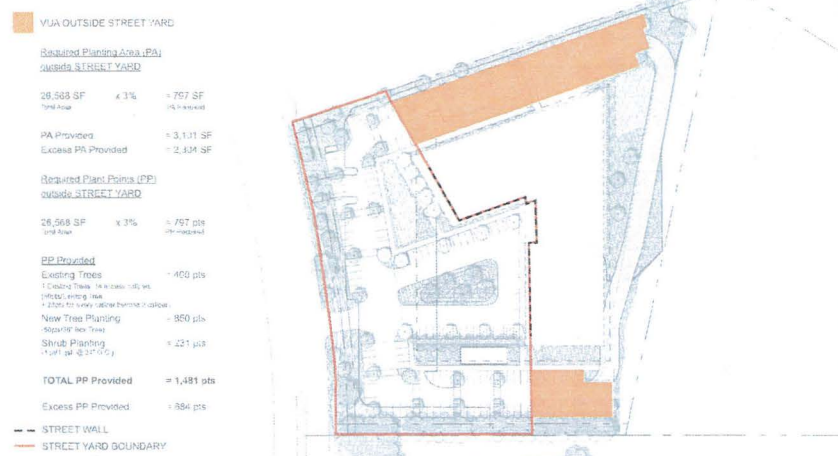 VUA OUTSIDE STREET YARD
Required Planting Area (PA)
outside STREET YARD
26,568 SF x 3% = 797 SF
Total Area PA Required
PA Provided = 3,101 SF
Excess PA Provided = 2,304 SF
Required Plant Points (PP)
outside STREET YARD
26,568 SF x 3% = 797 pts
Total Area PP Required
PP Provided
Existing Trees = 400 pts
New Tree Planting = 850 pts
Shrub Planting = 231 pts
TOTAL PP Provided = 1,481 pts
Excess PP Provided = 684 pts
STREET WALL
STREET YARD BOUNDARY